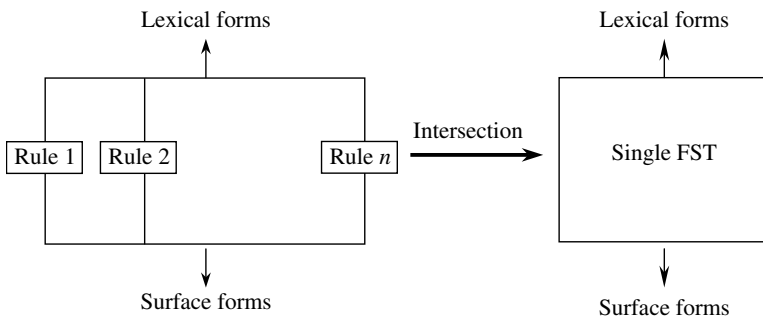 Lexical forms
Lexical forms
Rule 1
Rule 2
Rule n
Intersection
Single FST
Surface forms
Surface forms